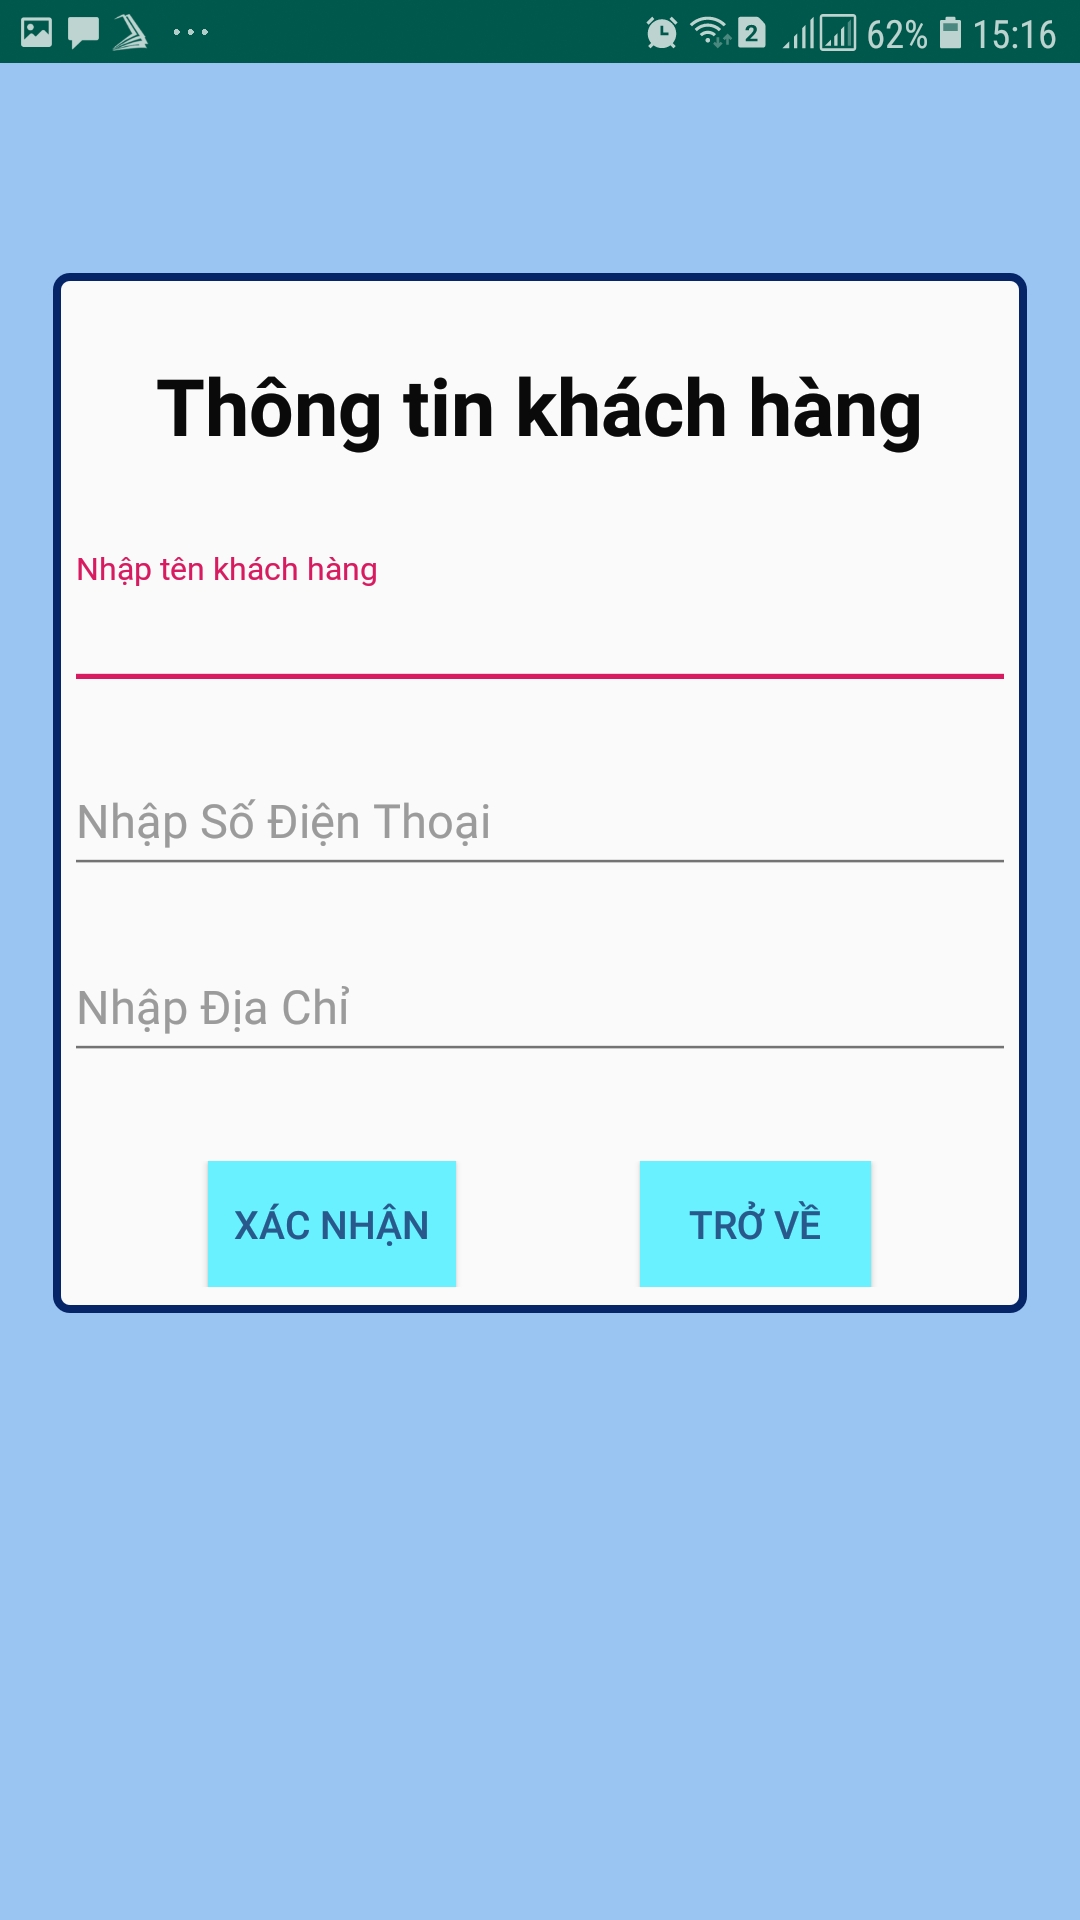 2 62% 15:16
Thông tin khách hàng
Nhập tên khách hàng
Nhập Số Điện Thoại
Nhập Địa Chỉ
XÁC NHẬN TRỞ VỀ